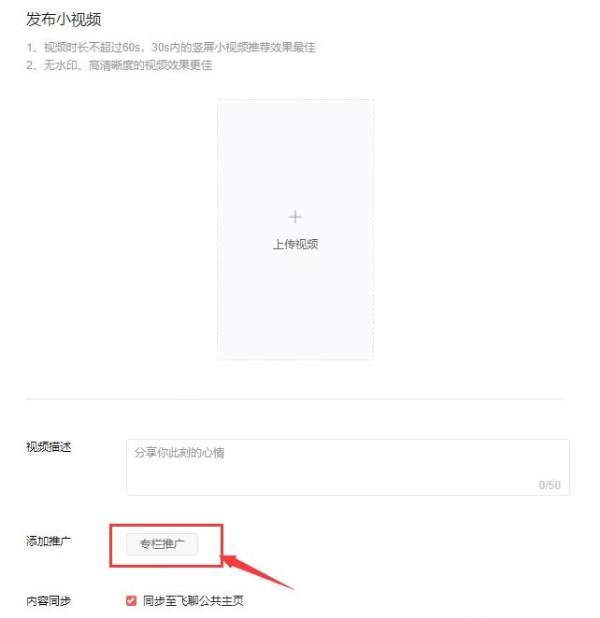 发布小视频
1、视频时长不超过60s、30s内的竖屏小视频推荐效果最佳
2、无水印、高清晰度的视频效果更佳
上传视频
视频描述
分享你此刻的心情
0/50
添加推广
专栏推广
内容同步
同步至飞聊公共主页